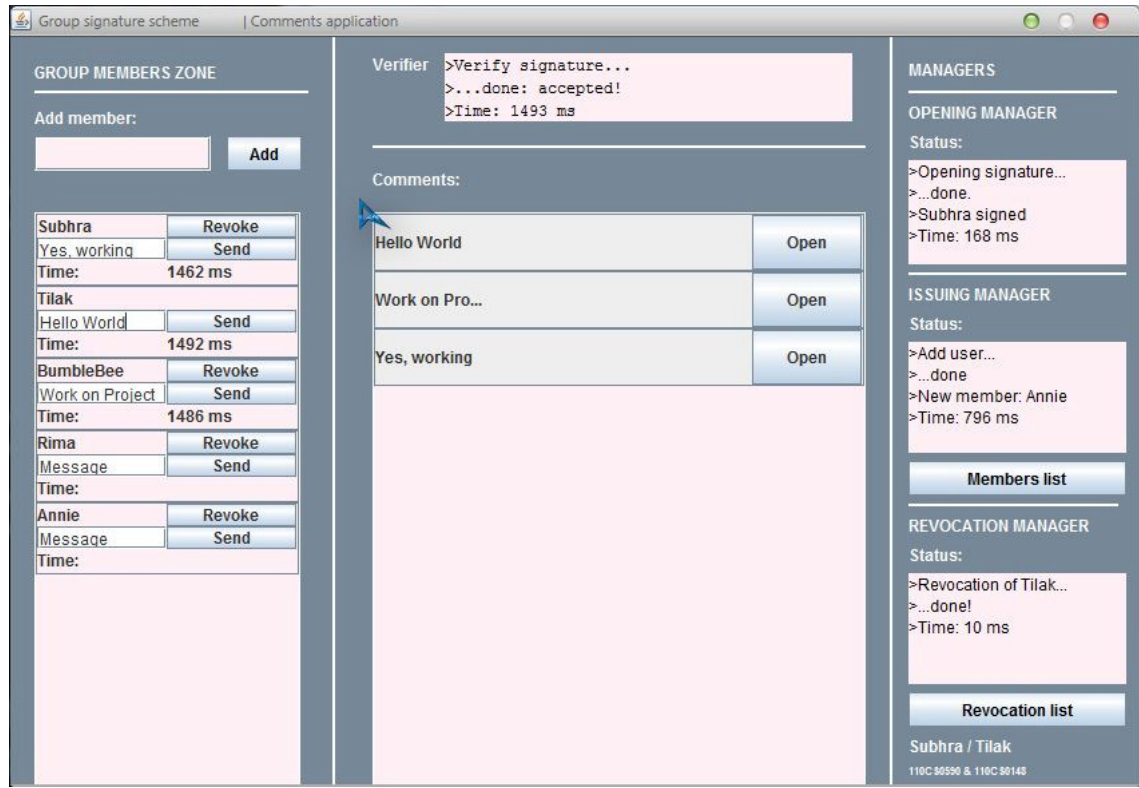 Group signature scheme | Comments application
GROUP MEMBERS ZONE
Add member:
Add
Subhra Revoke
Yes, working Send
Time: 1462 ms
Tilak
Hello World Send
Time: 1492 ms
BumbleBee Revoke
Work on Project Send
Time: 1486 ms
Rima Revoke
Message Send
Time:
Annie Revoke
Message Send
Time:
Verifier
>Verify signature...
>...done: accepted!
>Time: 1493 ms
Comments:
Hello World Open
Work on Pro... Open
Yes, working Open
MANAGERS
OPENING MANAGER
Status:
>Opening signature...
>...done.
>Subhra signed
>Time: 168 ms
ISSUING MANAGER
Status:
>Add user...
>...done
>New member: Annie
>Time: 796 ms
Members list
REVOCATION MANAGER
Status:
>Revocation of Tilak...
>...done!
>Time: 10 ms
Revocation list
Subhra / Tilak
110CS0590 & 110CS0148